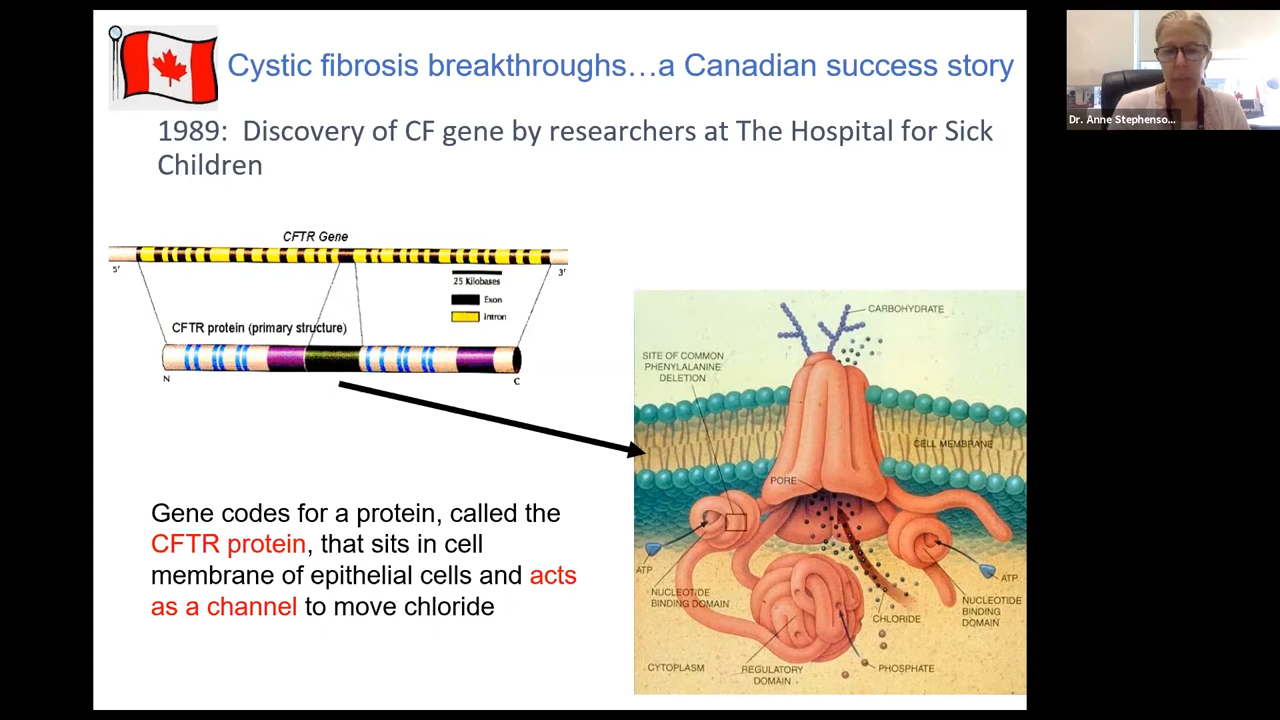 Cystic fibrosis breakthroughs…a Canadian success story
1989:  Discovery of CF gene by researchers at The Hospital for Sick
Children
CFTR Gene
5'
3'
25 Kilobases
Exon
Intron
CFTR protein (primary structure)
N
C
Gene codes for a protein, called the
CFTR protein, that sits in cell
membrane of epithelial cells and acts
as a channel to move chloride
CARBOHYDRATE
SITE OF COMMON
PHENYLALANINE
DELETION
CELL MEMBRANE
PORE
ATP
NUCLEOTIDE
BINDING DOMAIN
ATP
NUCLEOTIDE
BINDING
DOMAIN
CHLORIDE
CYTOPLASM
REGULATORY
DOMAIN
PHOSPHATE
Dr. Anne Stephenso...